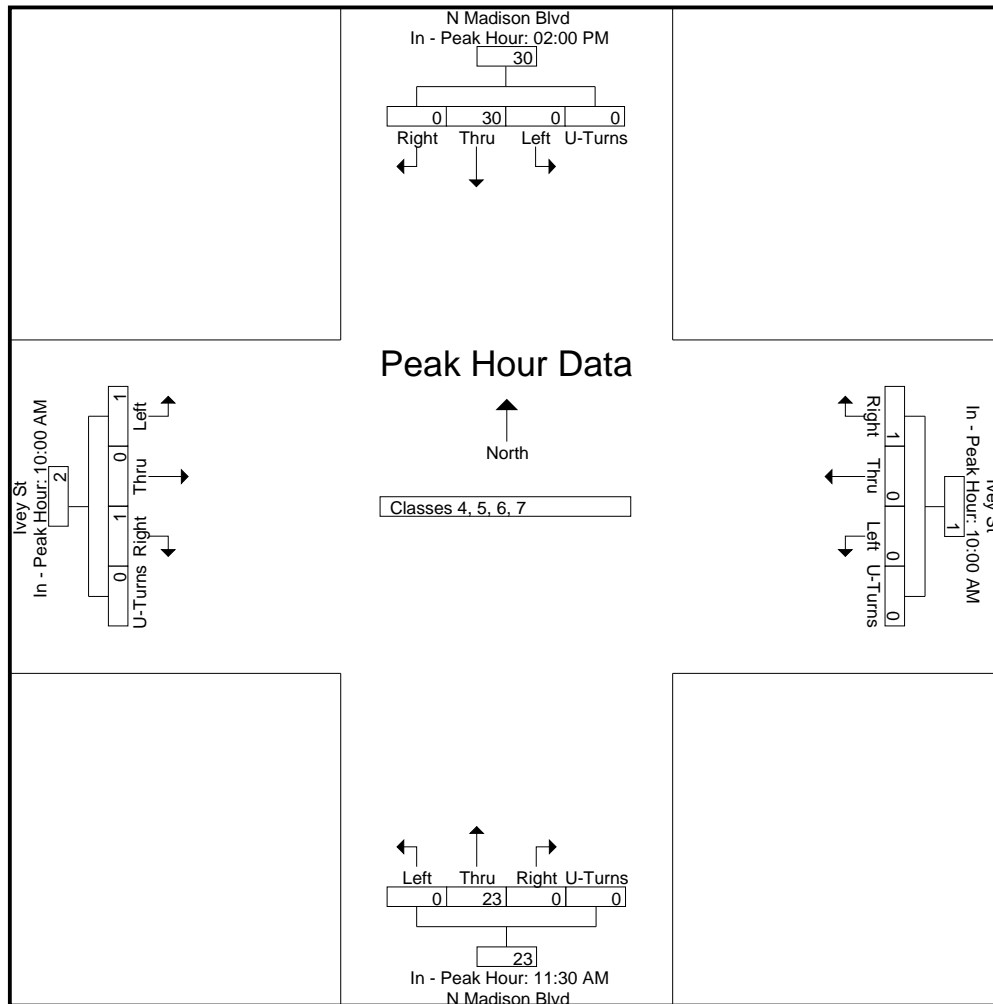 N Madison Blvd
In - Peak Hour: 02:00 PM
30
0 30 0 0
Right Thru Left U-Turns
Peak Hour Data
North
Classes 4, 5, 6, 7
Ivey St
In - Peak Hour: 10:00 AM
2
1 0 1 0
Left Thru Right U-Turns
Ivey St
In - Peak Hour: 10:00 AM
1
1 0 0 0
Right Thru Left U-Turns
Left Thru Right U-Turns
0 23 0 0
23
In - Peak Hour: 11:30 AM
N Madison Blvd